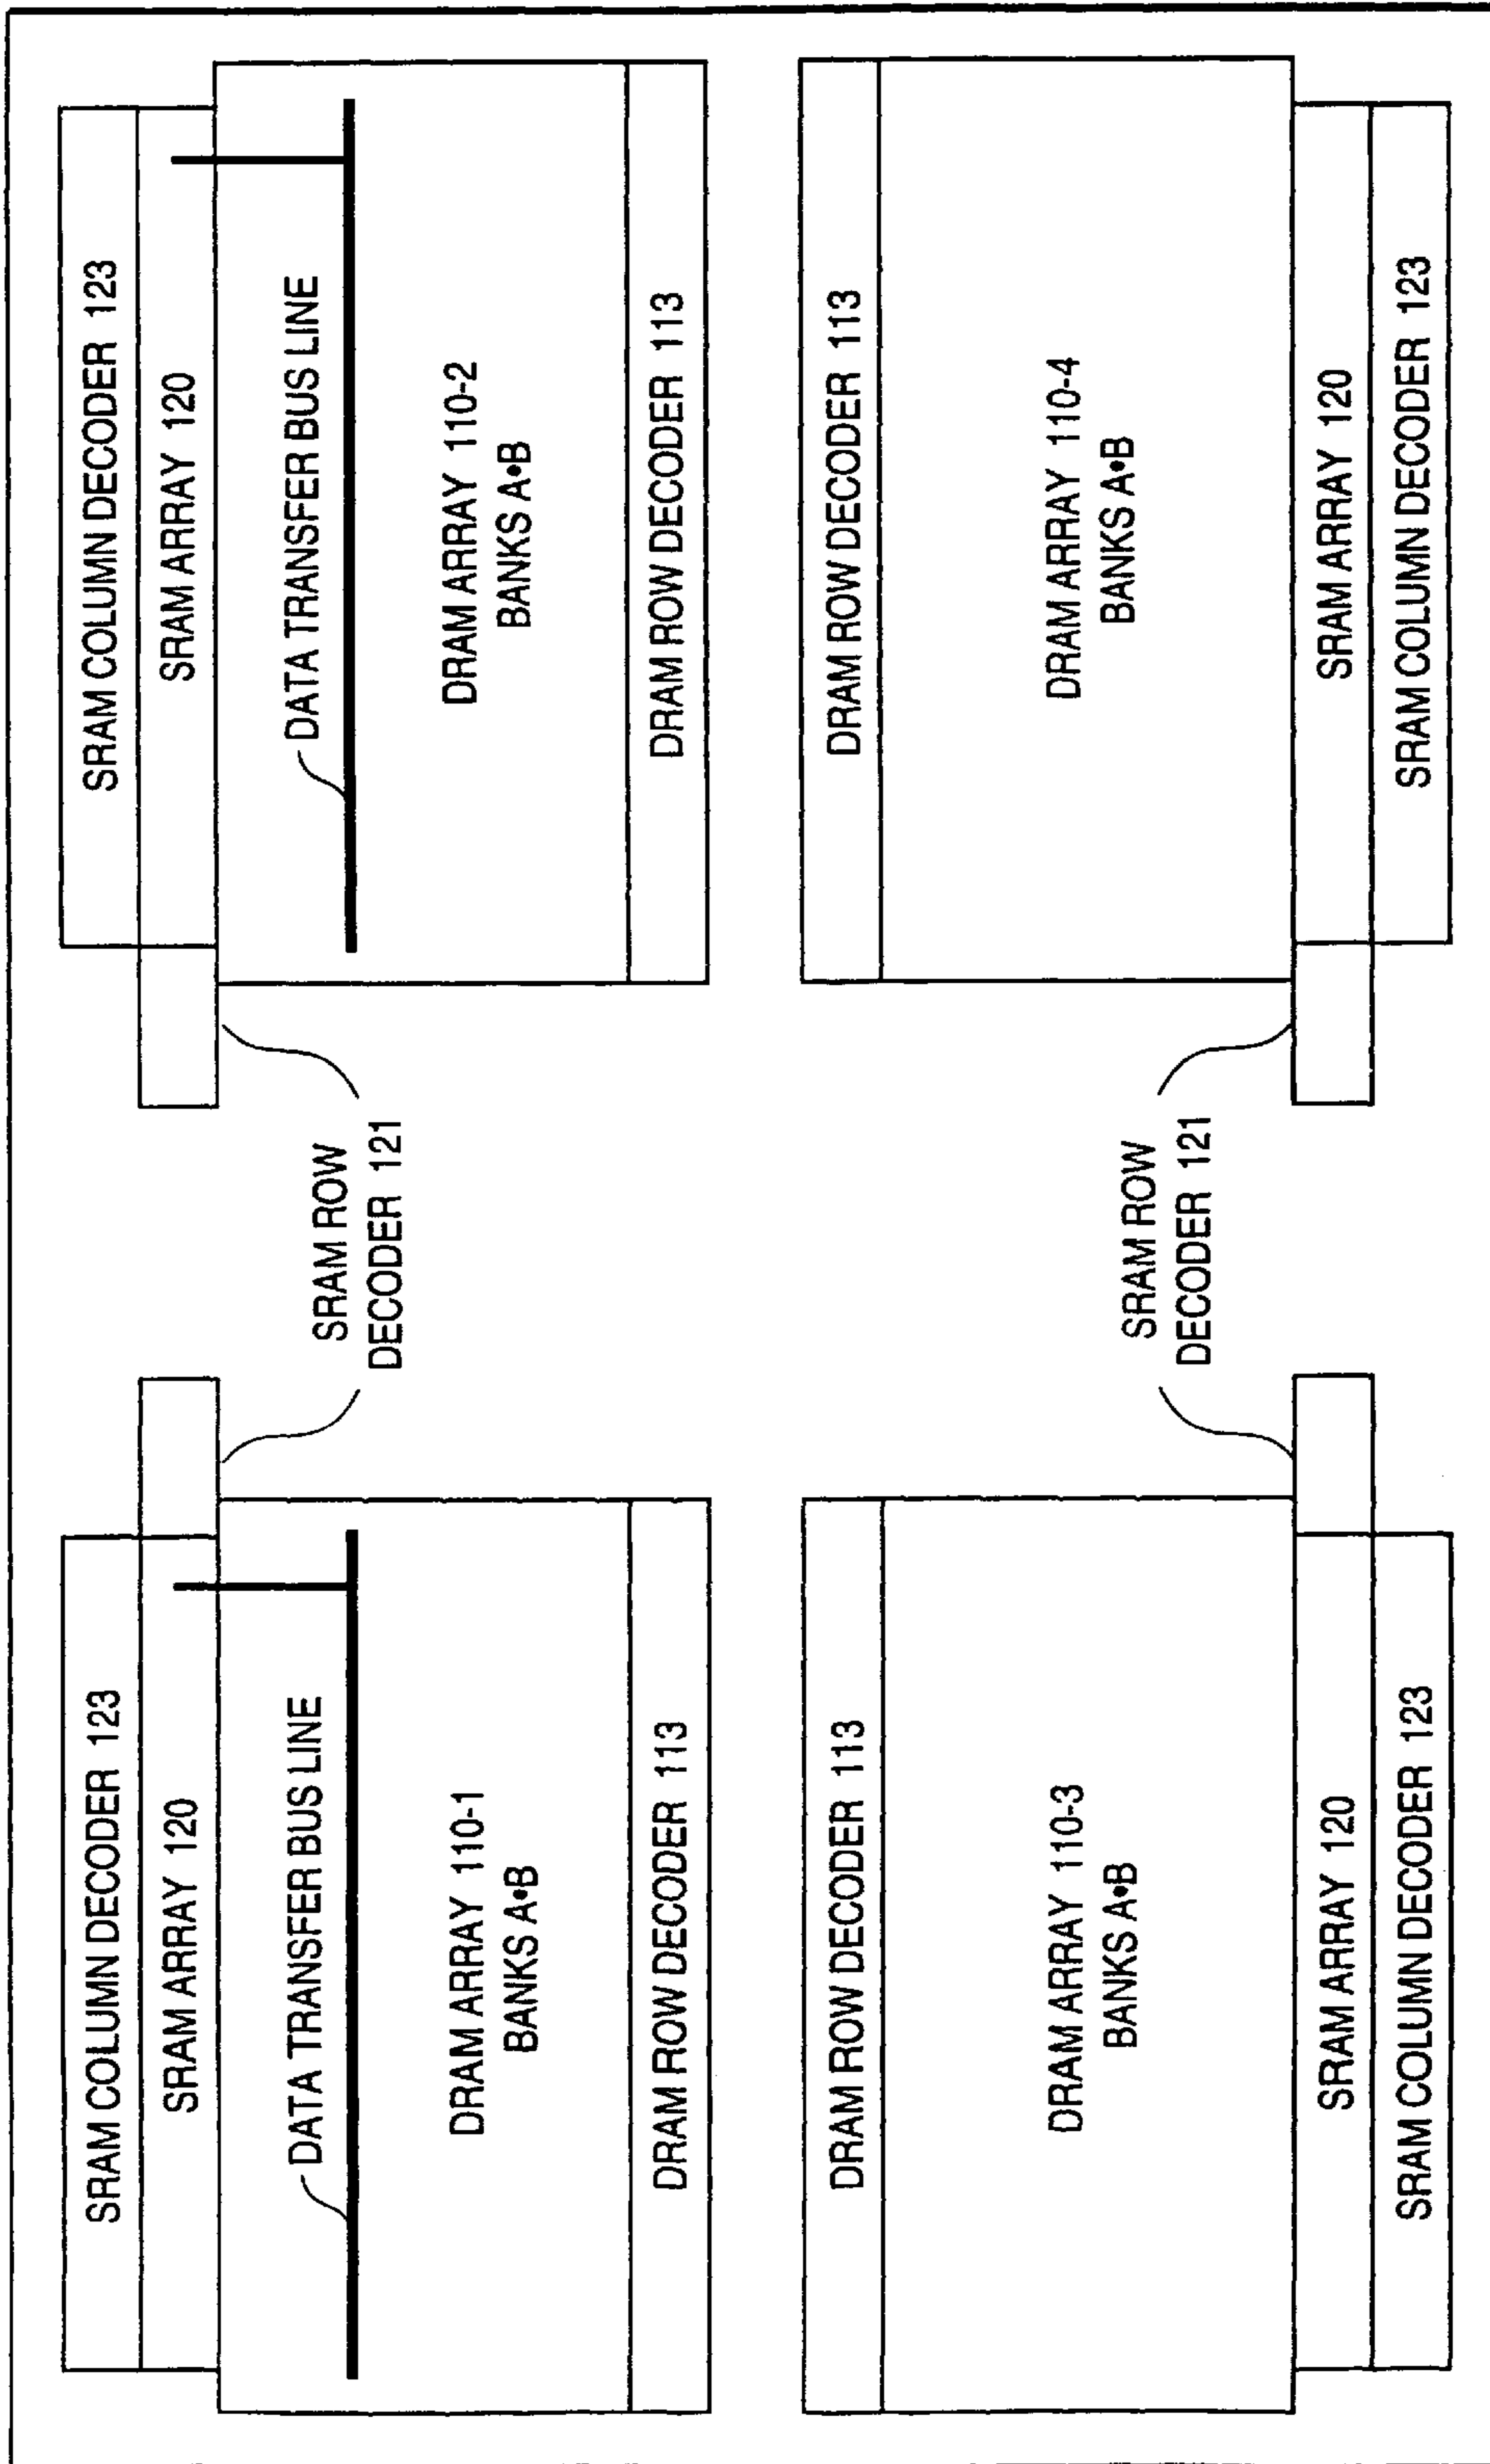 SRAM COLUMN DECODER 123
SRAM ARRAY 120
DATA TRANSFER BUS LINE
DRAM ARRAY 110-1
BANKS A•B
DRAM ROW DECODER 113
SRAM ROW
DECODER 121
SRAM COLUMN DECODER 123
SRAM ARRAY 120
DATA TRANSFER BUS LINE
DRAM ARRAY 110-2
BANKS A•B
DRAM ROW DECODER 113
DRAM ROW DECODER 113
DRAM ARRAY 110-3
BANKS A•B
SRAM ARRAY 120
SRAM COLUMN DECODER 123
SRAM ROW
DECODER 121
DRAM ROW DECODER 113
DRAM ARRAY 110-4
BANKS A•B
SRAM ARRAY 120
SRAM COLUMN DECODER 123